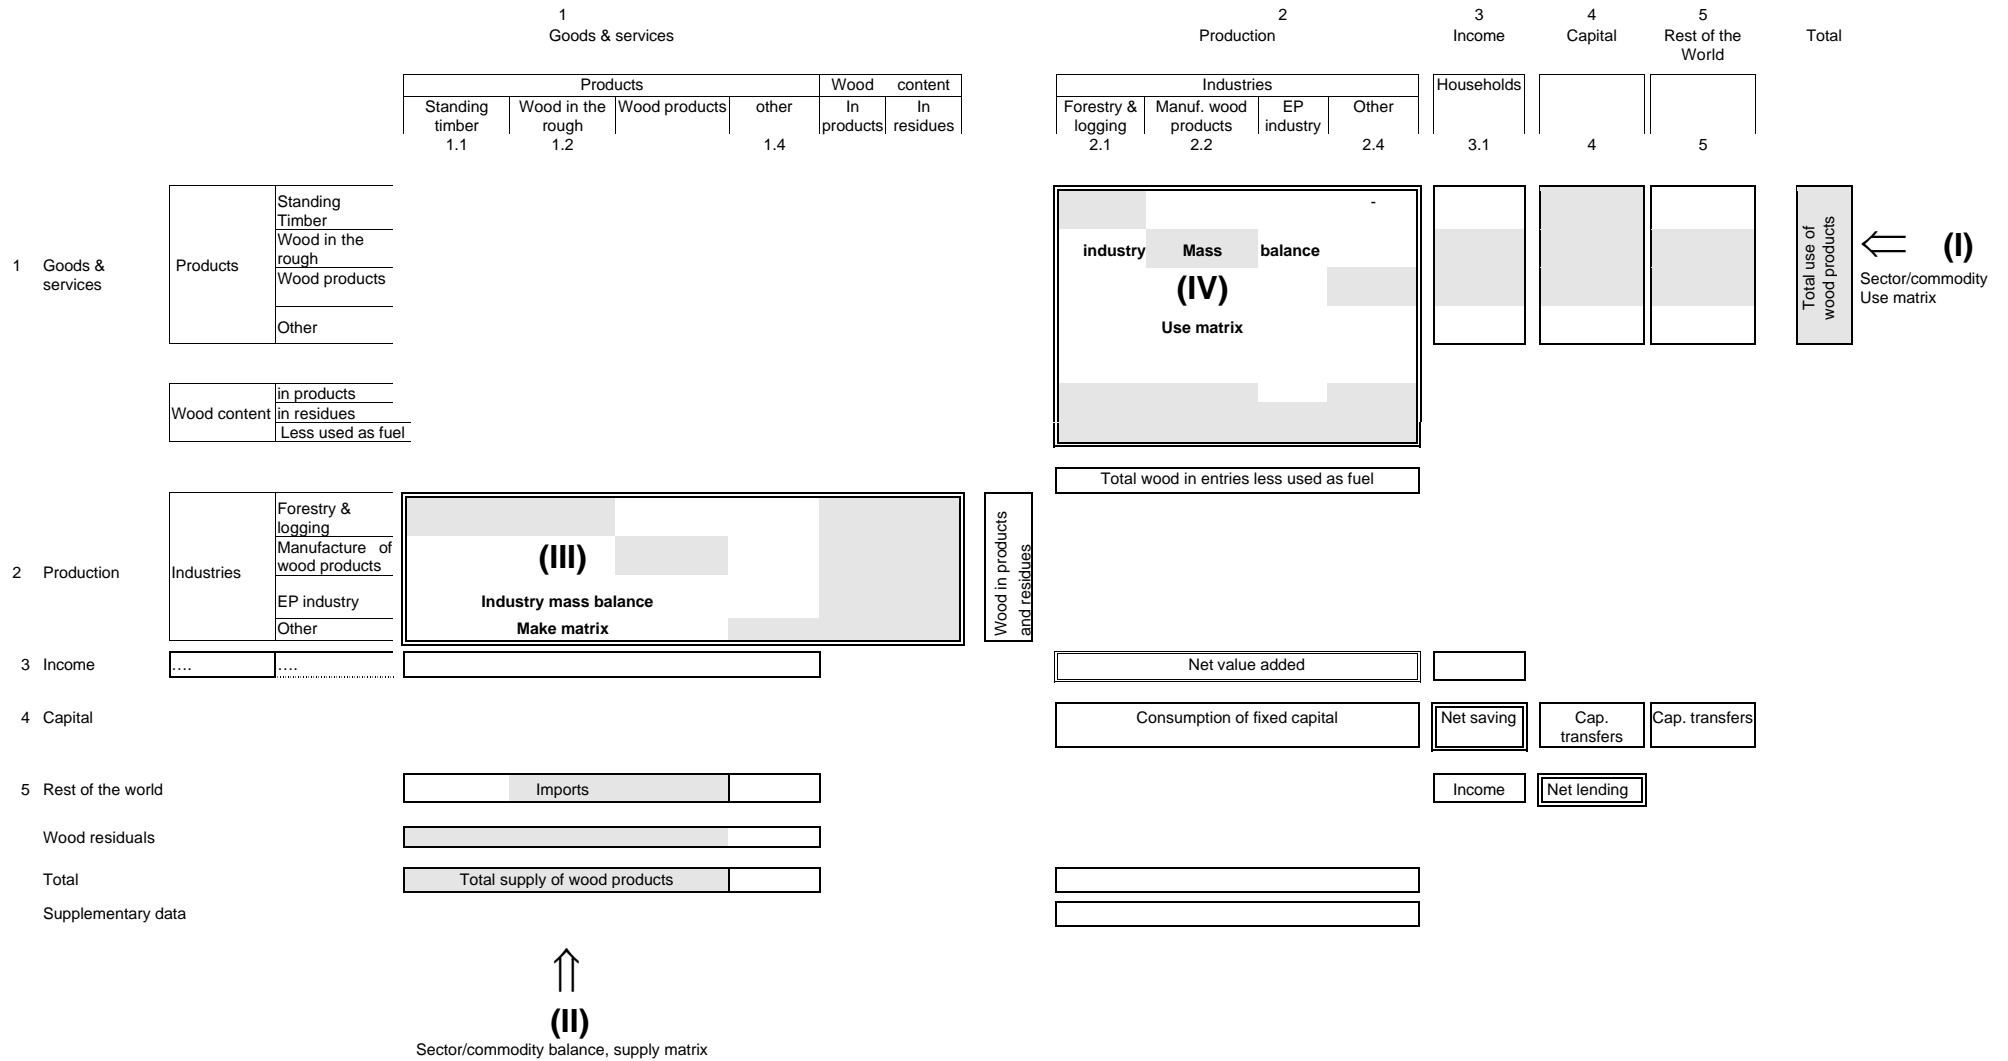 1 2 3 4 5
Goods & services Production Income Capital Rest of the World Total
Products Wood content Industries Households
Standing timber Wood in the rough Wood products other In products In residues Forestry & logging Manuf. wood products EP industry Other
1.1 1.2 1.4 2.1 2.2 2.4 3.1 4 5
1 Goods & services
Products
Standing Timber
Wood in the rough
Wood products
Other
-
industry Mass balance
(IV)
Use matrix
Total use of wood products
⇐ (I)
Sector/commodity
Use matrix
Wood content
in products
in residues
Less used as fuel
Total wood in entries less used as fuel
2 Production
Industries
Forestry & logging
Manufacture of wood products
EP industry
Other
(III)
Industry mass balance
Make matrix
Wood in products
and residues
3 Income .... .... Net value added
4 Capital Consumption of fixed capital Net saving Cap. transfers Cap. transfers
5 Rest of the world Imports Income Net lending
Wood residuals
Total Total supply of wood products
Supplementary data
⇑
(II)
Sector/commodity balance, supply matrix